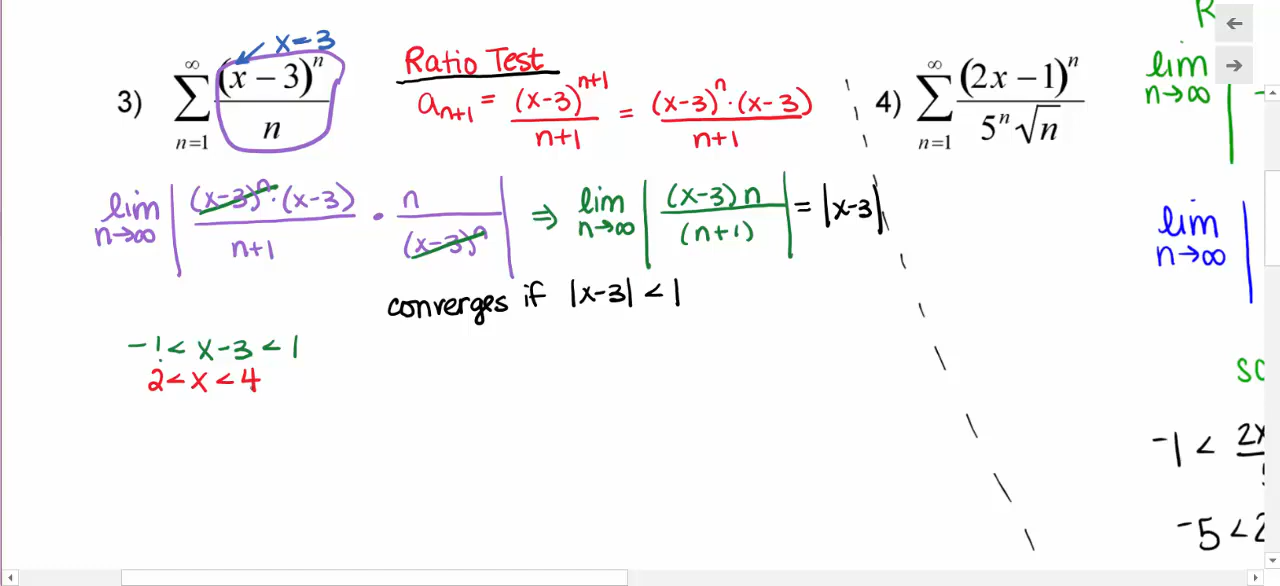 x=3
3) ∞ ∑ n=1 (x − 3)^n / n
Ratio Test
a_{n+1} = (x-3)^{n+1} / n+1 = (x-3)^n · (x-3) / n+1
lim n→∞ | (x-3)^n · (x-3) / n+1 · n / (x-3)^n | ⇒ lim n→∞ | (x-3) n / (n+1) | = |x-3|
converges if |x-3| < 1
-1 < x-3 < 1
2 < x < 4
4) ∞ ∑ n=1 (2x − 1)^n / 5^n √n
R
lim n→∞ |
lim n→∞ |
-1 <
-5 <